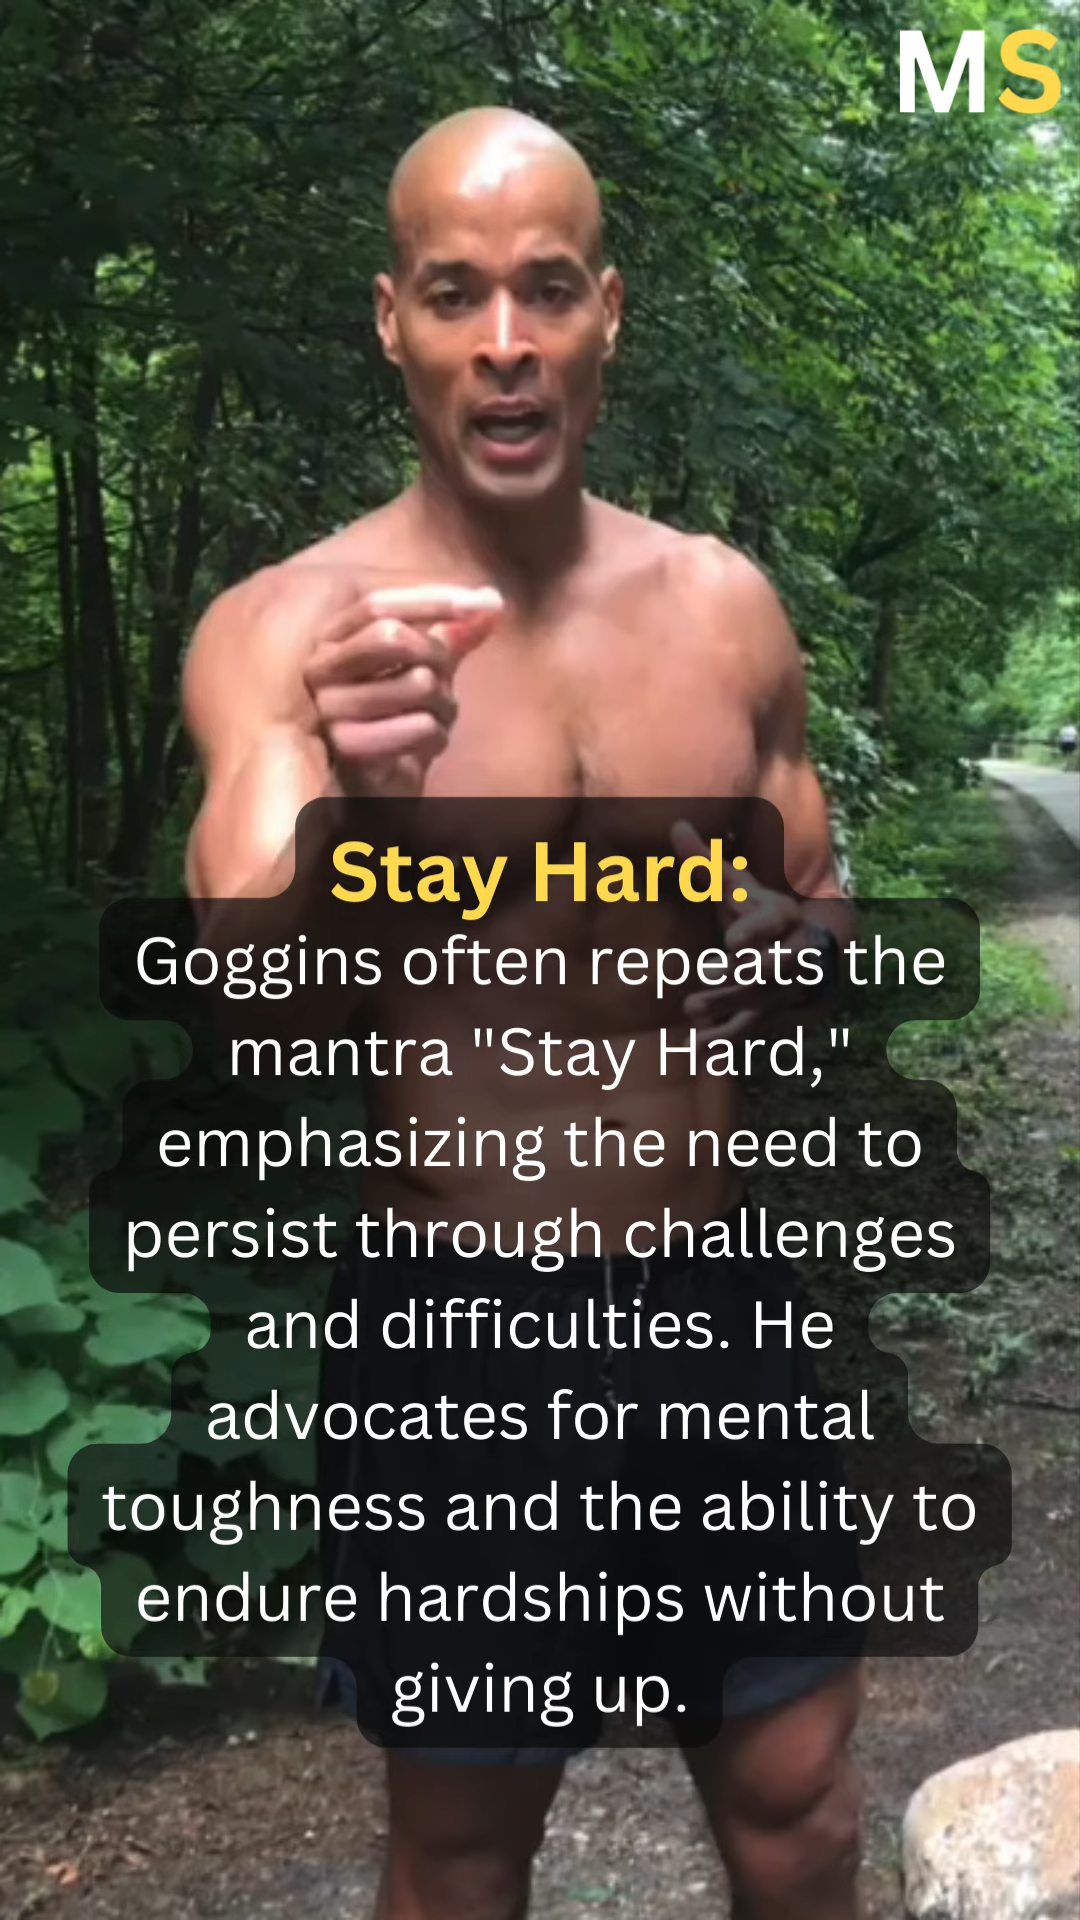 MS
Stay Hard:
Goggins often repeats the
mantra "Stay Hard,"
emphasizing the need to
persist through challenges
and difficulties. He
advocates for mental
toughness and the ability to
endure hardships without
giving up.